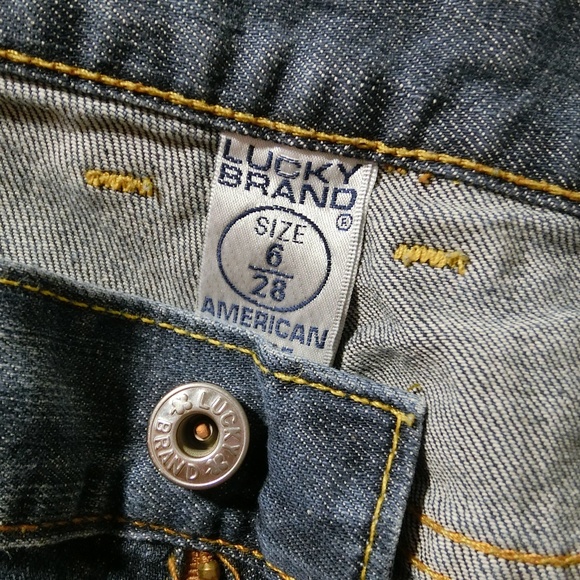 LUCKY
BRAND®
SIZE
6
28
AMERICAN
LUCKY
BRAND